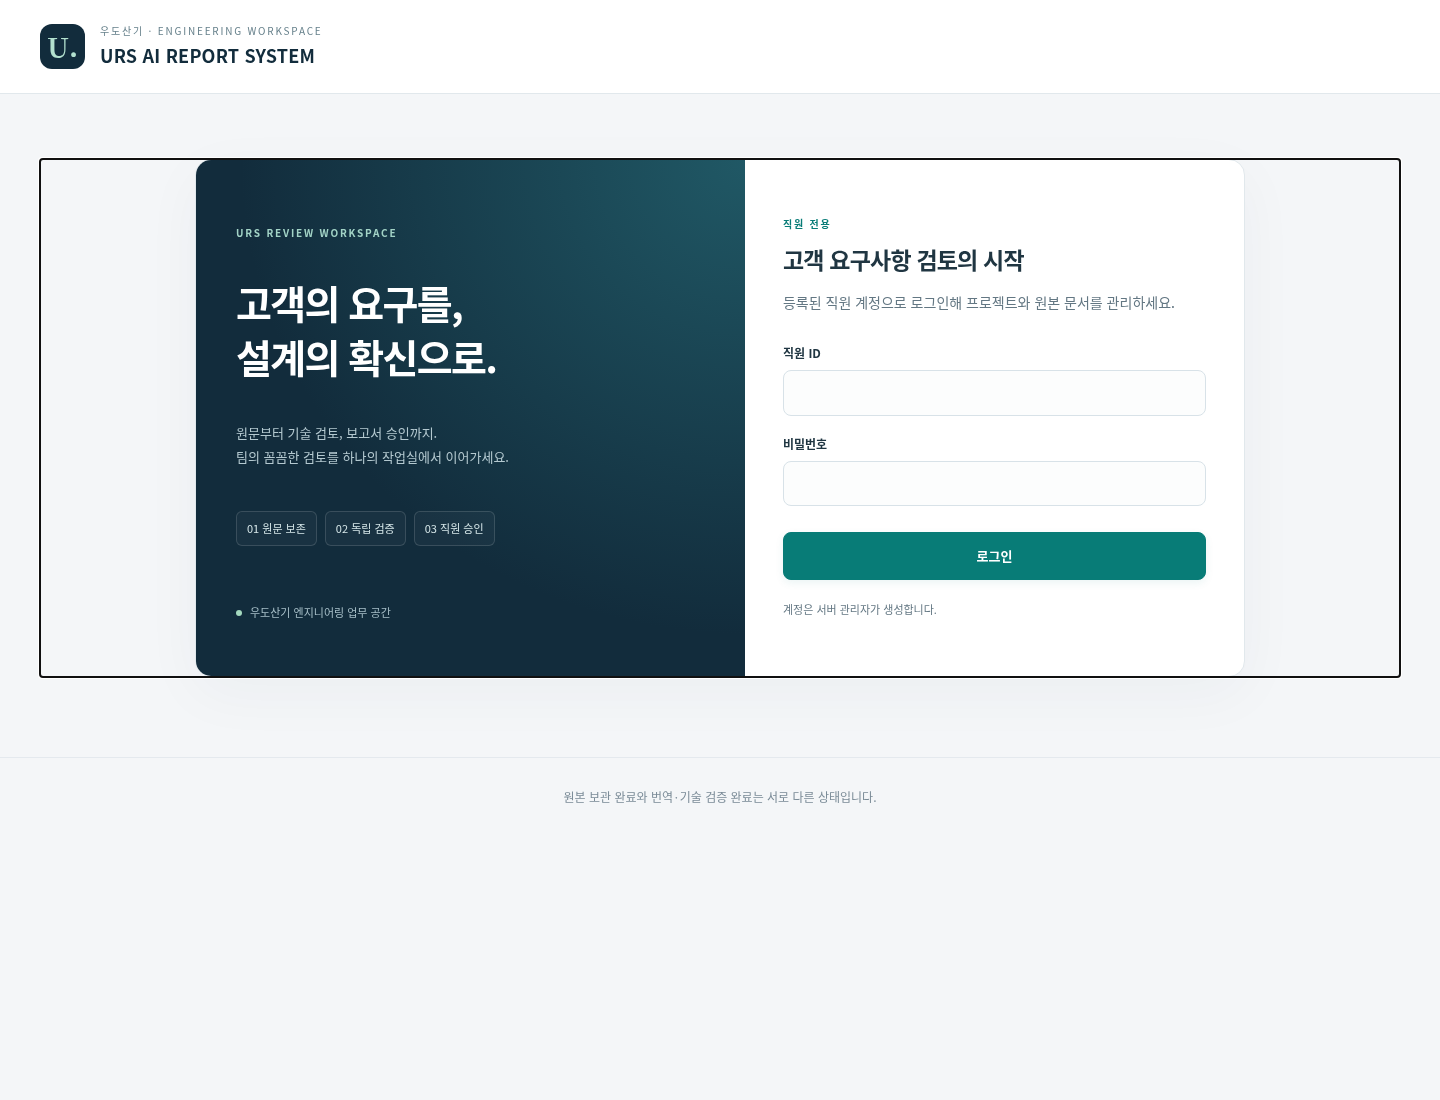 U.
우도산기 · ENGINEERING WORKSPACE
URS AI REPORT SYSTEM
URS REVIEW WORKSPACE
고객의 요구를,
설계의 확신으로.
원문부터 기술 검토, 보고서 승인까지.
팀의 꼼꼼한 검토를 하나의 작업실에서 이어가세요.
01 원문 보존
02 독립 검증
03 직원 승인
우도산기 엔지니어링 업무 공간
직원 전용
고객 요구사항 검토의 시작
등록된 직원 계정으로 로그인해 프로젝트와 원본 문서를 관리하세요.
직원 ID
비밀번호
로그인
계정은 서버 관리자가 생성합니다.
원본 보관 완료와 번역·기술 검증 완료는 서로 다른 상태입니다.